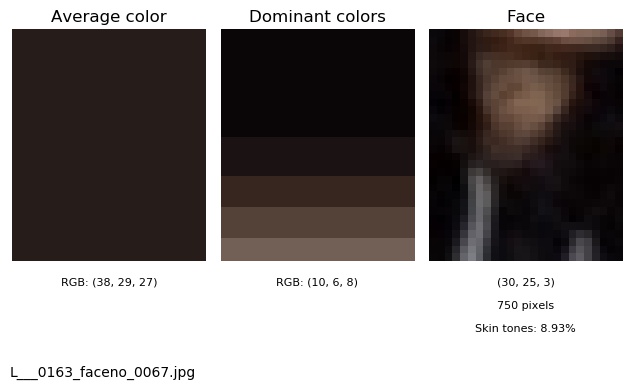 Average color
Dominant colors
Face
RGB: (38, 29, 27)
RGB: (10, 6, 8)
(30, 25, 3)
750 pixels
Skin tones: 8.93%
L___0163_faceno_0067.jpg